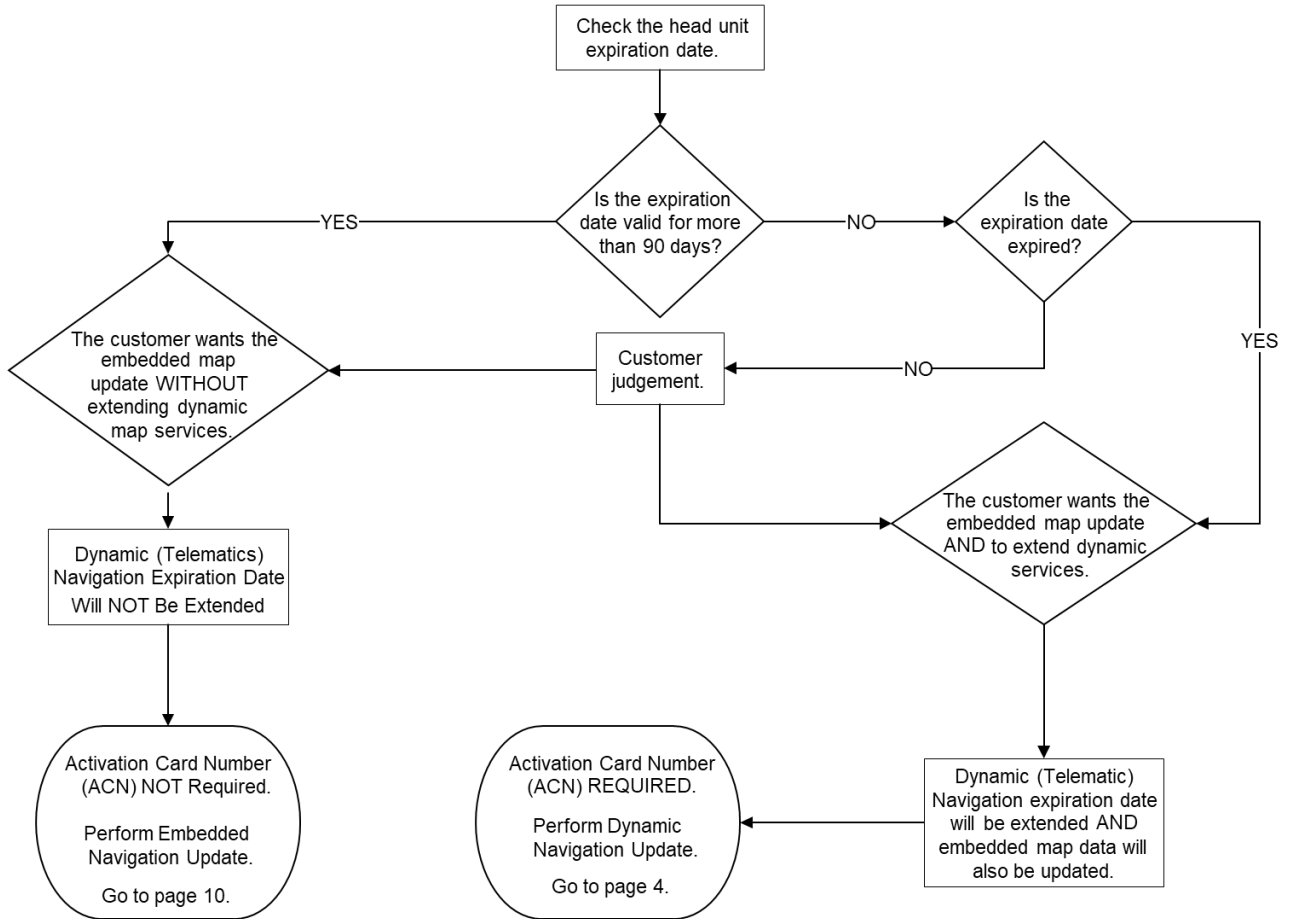 Check the head unit
expiration date.
Is the expiration
date valid for more
than 90 days?
YES
NO
Is the
expiration date
expired?
YES
NO
Customer
judgement.
The customer wants the
embedded map
update WITHOUT
extending dynamic
map services.
The customer wants the
embedded map update
AND to extend dynamic
services.
Dynamic (Telematics)
Navigation Expiration Date
Will NOT Be Extended
Activation Card Number
(ACN) NOT Required.
Perform Embedded
Navigation Update.
Go to page 10.
Activation Card Number
(ACN) REQUIRED.
Perform Dynamic
Navigation Update.
Go to page 4.
Dynamic (Telematic)
Navigation expiration date
will be extended AND
embedded map data will
also be updated.